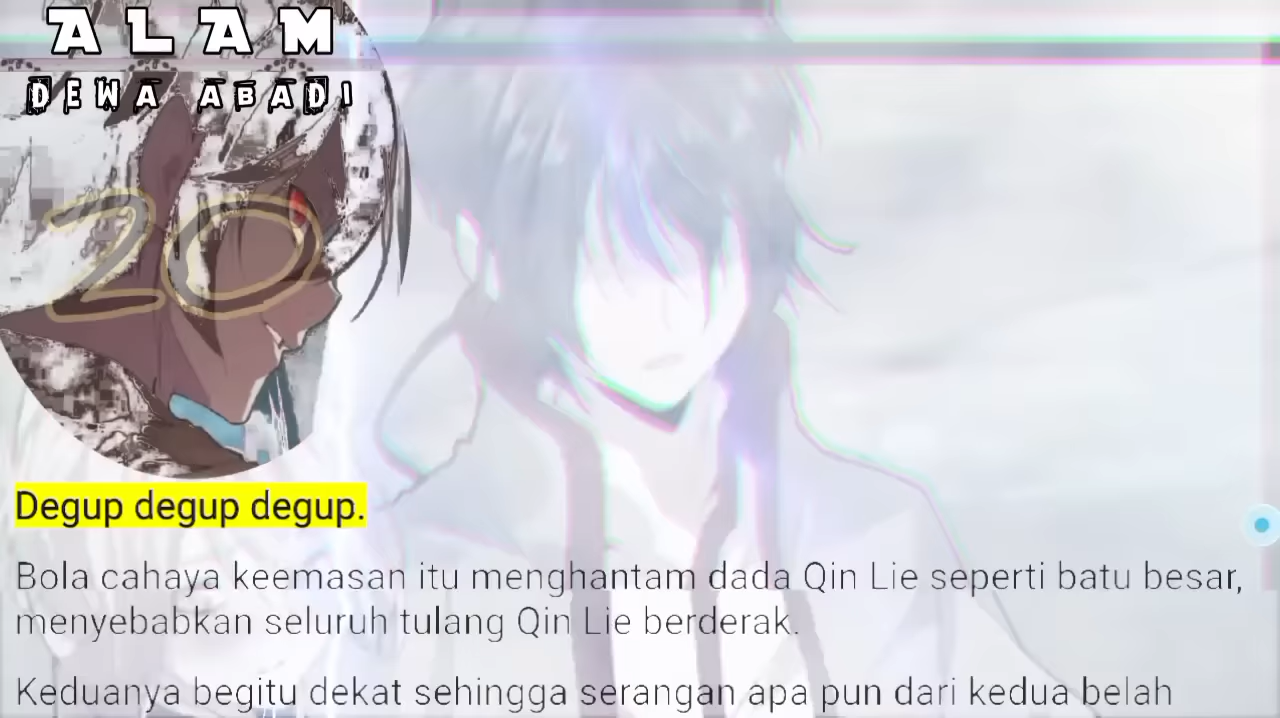 ALAM
DEWA ABADI
20
Degup degup degup.
Bola cahaya keemasan itu menghantam dada Qin Lie seperti batu besar,
menyebabkan seluruh tulang Qin Lie berderak.
Keduanya begitu dekat sehingga serangan apa pun dari kedua belah